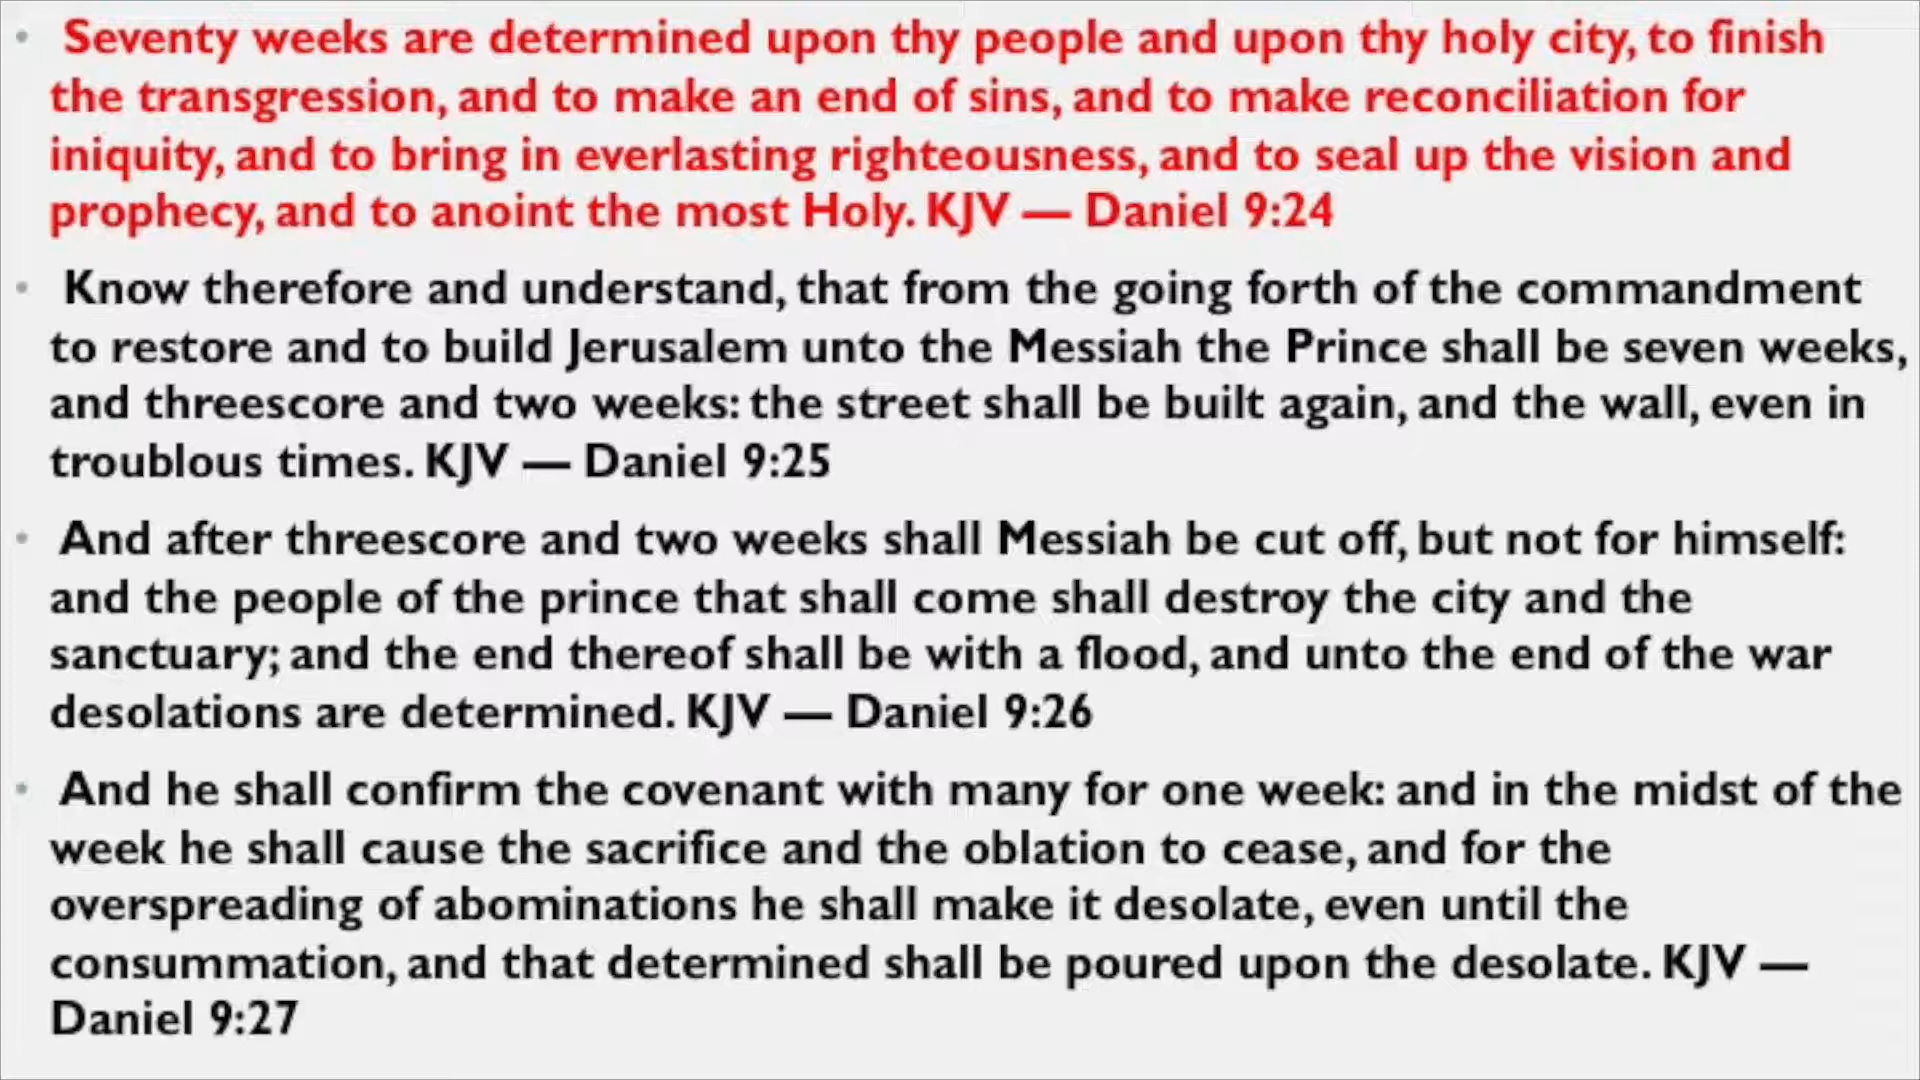 • Seventy weeks are determined upon thy people and upon thy holy city, to finish
the transgression, and to make an end of sins, and to make reconciliation for
iniquity, and to bring in everlasting righteousness, and to seal up the vision and
prophecy, and to anoint the most Holy. KJV — Daniel 9:24
• Know therefore and understand, that from the going forth of the commandment
to restore and to build Jerusalem unto the Messiah the Prince shall be seven weeks,
and threescore and two weeks: the street shall be built again, and the wall, even in
troublous times. KJV — Daniel 9:25
• And after threescore and two weeks shall Messiah be cut off, but not for himself:
and the people of the prince that shall come shall destroy the city and the
sanctuary; and the end thereof shall be with a flood, and unto the end of the war
desolations are determined. KJV — Daniel 9:26
• And he shall confirm the covenant with many for one week: and in the midst of the
week he shall cause the sacrifice and the oblation to cease, and for the
overspreading of abominations he shall make it desolate, even until the
consummation, and that determined shall be poured upon the desolate. KJV —
Daniel 9:27